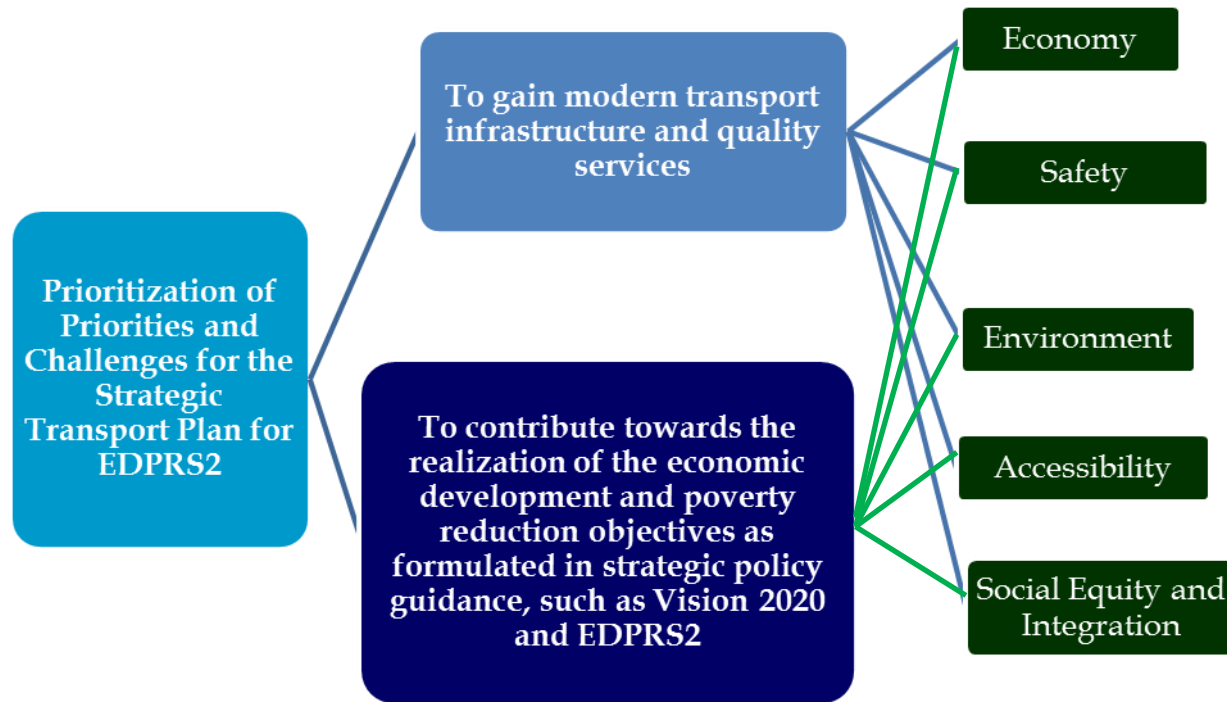 Prioritization of
Priorities and
Challenges for the
Strategic
Transport Plan for
EDPRS2
To gain modern transport
infrastructure and quality
services
To contribute towards the
realization of the economic
development and poverty
reduction objectives as
formulated in strategic policy
guidance, such as Vision 2020
and EDPRS2
Economy
Safety
Environment
Accessibility
Social Equity and
Integration